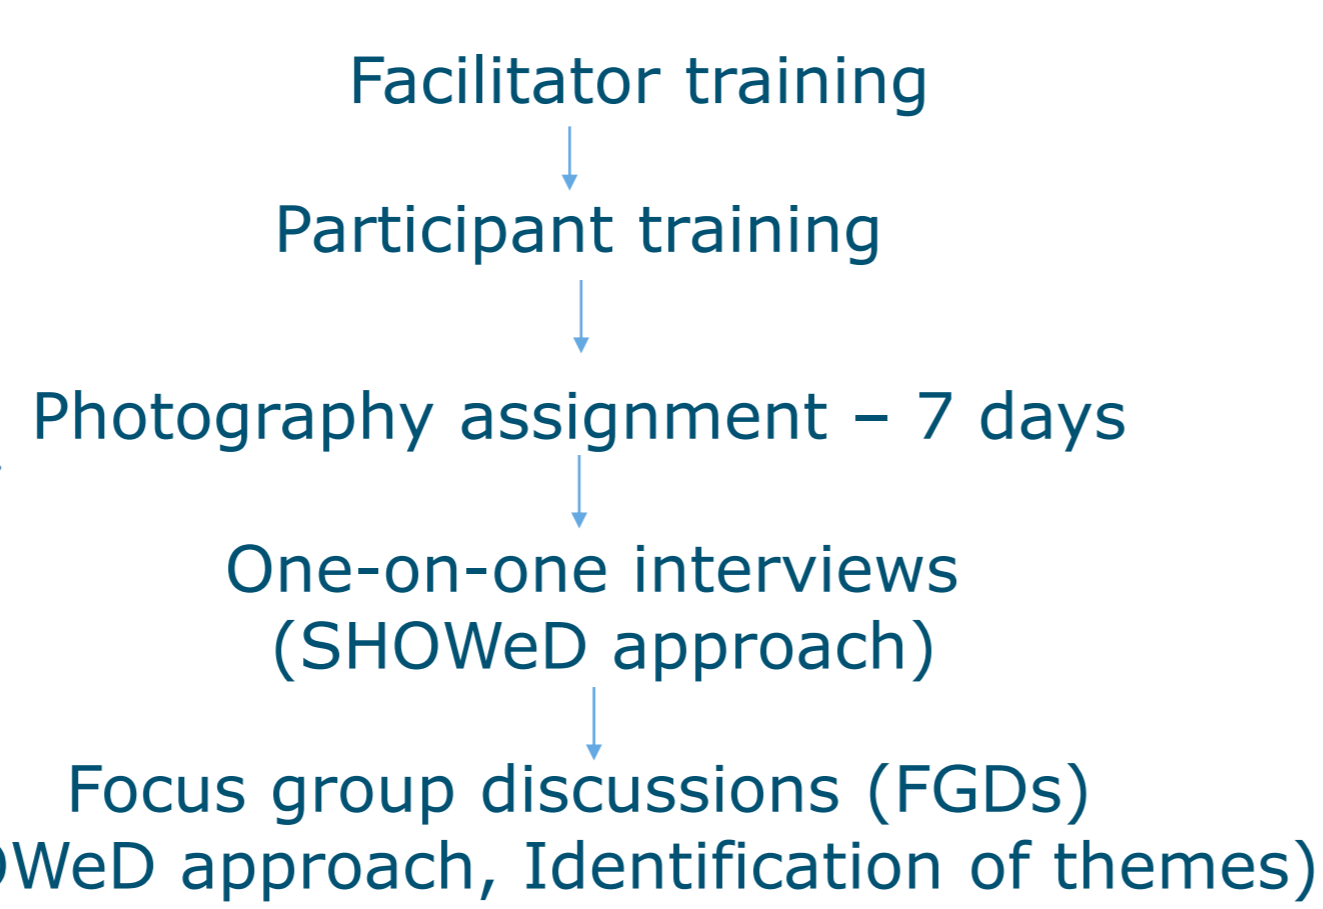 Facilitator training
Participant training
Photography assignment – 7 days
One-on-one interviews
(SHOWeD approach)
Focus group discussions (FGDs)
OWeD approach, Identification of themes)